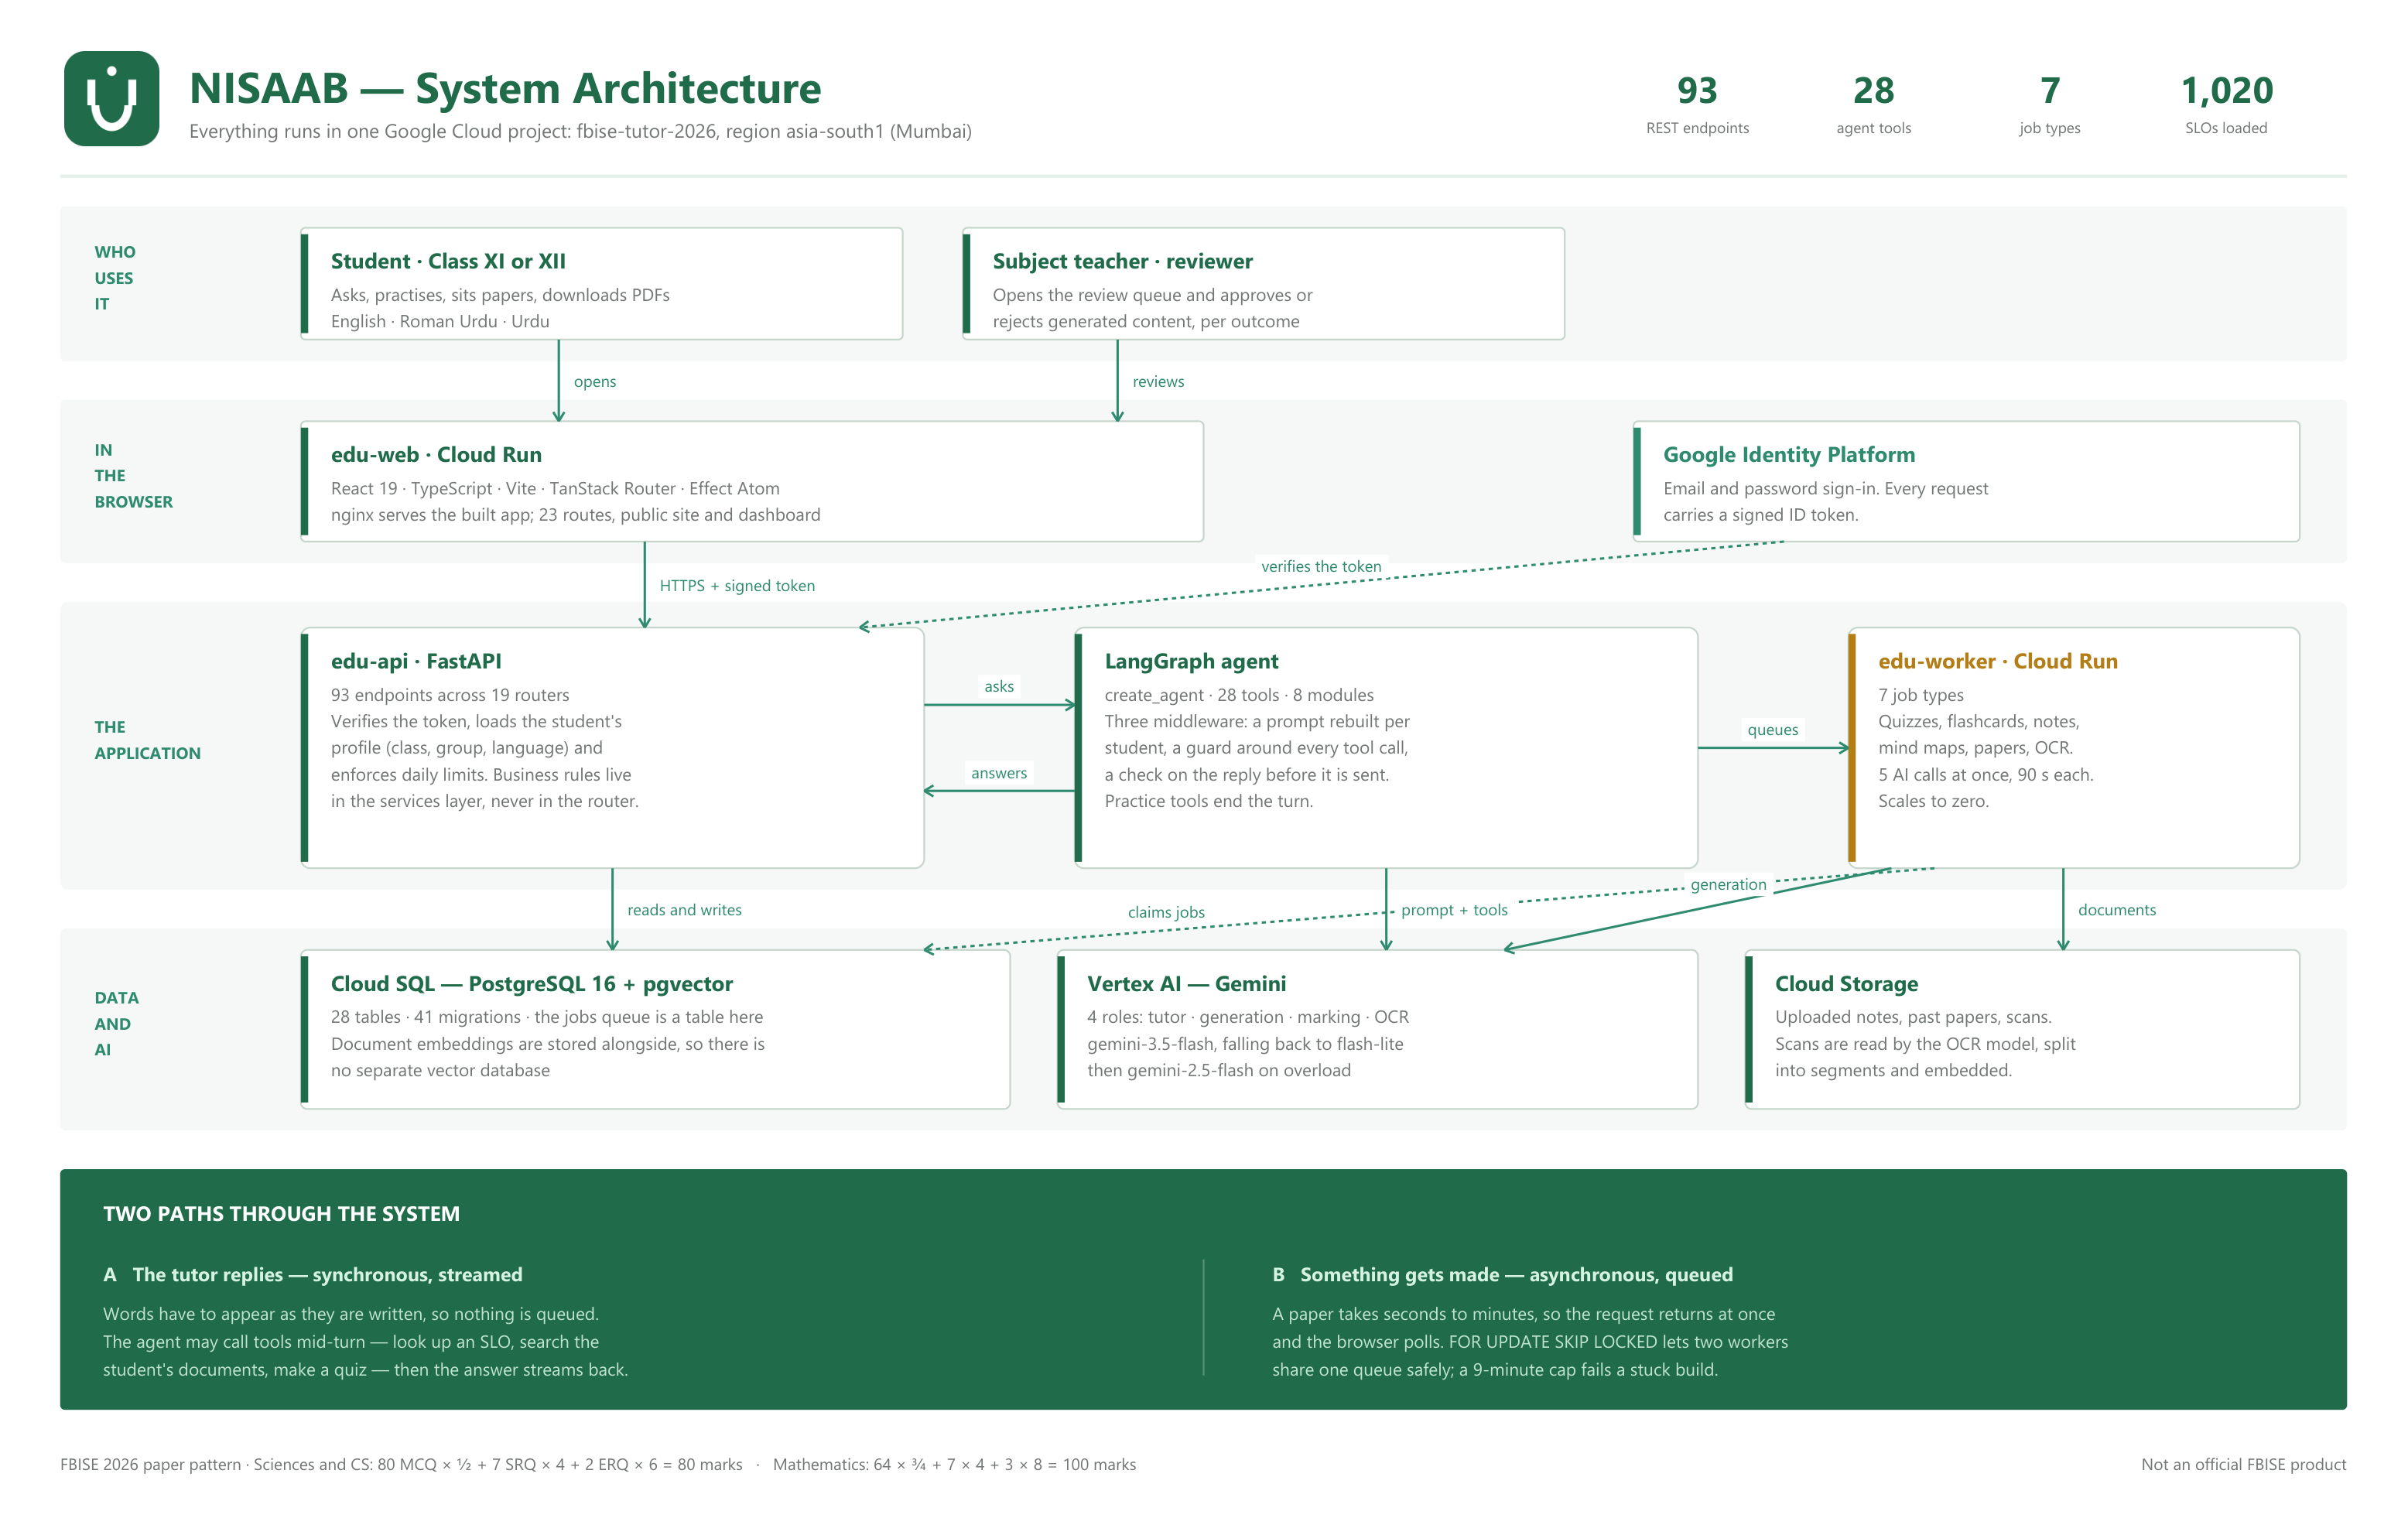 NISAAB — System Architecture
Everything runs in one Google Cloud project: fbise-tutor-2026, region asia-south1 (Mumbai)
93
REST endpoints
28
agent tools
7
job types
1,020
SLOs loaded
WHO
USES
IT
Student · Class XI or XII
Asks, practises, sits papers, downloads PDFs
English · Roman Urdu · Urdu
Subject teacher · reviewer
Opens the review queue and approves or
rejects generated content, per outcome
opens
reviews
IN
THE
BROWSER
edu-web · Cloud Run
React 19 · TypeScript · Vite · TanStack Router · Effect Atom
nginx serves the built app; 23 routes, public site and dashboard
Google Identity Platform
Email and password sign-in. Every request
carries a signed ID token.
verifies the token
HTTPS + signed token
THE
APPLICATION
edu-api · FastAPI
93 endpoints across 19 routers
Verifies the token, loads the student's
profile (class, group, language) and
enforces daily limits. Business rules live
in the services layer, never in the router.
asks
answers
LangGraph agent
create_agent · 28 tools · 8 modules
Three middleware: a prompt rebuilt per
student, a guard around every tool call,
a check on the reply before it is sent.
Practice tools end the turn.
queues
edu-worker · Cloud Run
7 job types
Quizzes, flashcards, notes,
mind maps, papers, OCR.
5 AI calls at once, 90 s each.
Scales to zero.
generation
reads and writes
claims jobs
prompt + tools
documents
DATA
AND
AI
Cloud SQL — PostgreSQL 16 + pgvector
28 tables · 41 migrations · the jobs queue is a table here
Document embeddings are stored alongside, so there is
no separate vector database
Vertex AI — Gemini
4 roles: tutor · generation · marking · OCR
gemini-3.5-flash, falling back to flash-lite
then gemini-2.5-flash on overload
Cloud Storage
Uploaded notes, past papers, scans.
Scans are read by the OCR model, split
into segments and embedded.
TWO PATHS THROUGH THE SYSTEM
A The tutor replies — synchronous, streamed
Words have to appear as they are written, so nothing is queued.
The agent may call tools mid-turn — look up an SLO, search the
student's documents, make a quiz — then the answer streams back.
B Something gets made — asynchronous, queued
A paper takes seconds to minutes, so the request returns at once
and the browser polls. FOR UPDATE SKIP LOCKED lets two workers
share one queue safely; a 9-minute cap fails a stuck build.
FBISE 2026 paper pattern · Sciences and CS: 80 MCQ × ½ + 7 SRQ × 4 + 2 ERQ × 6 = 80 marks · Mathematics: 64 × ¾ + 7 × 4 + 3 × 8 = 100 marks
Not an official FBISE product